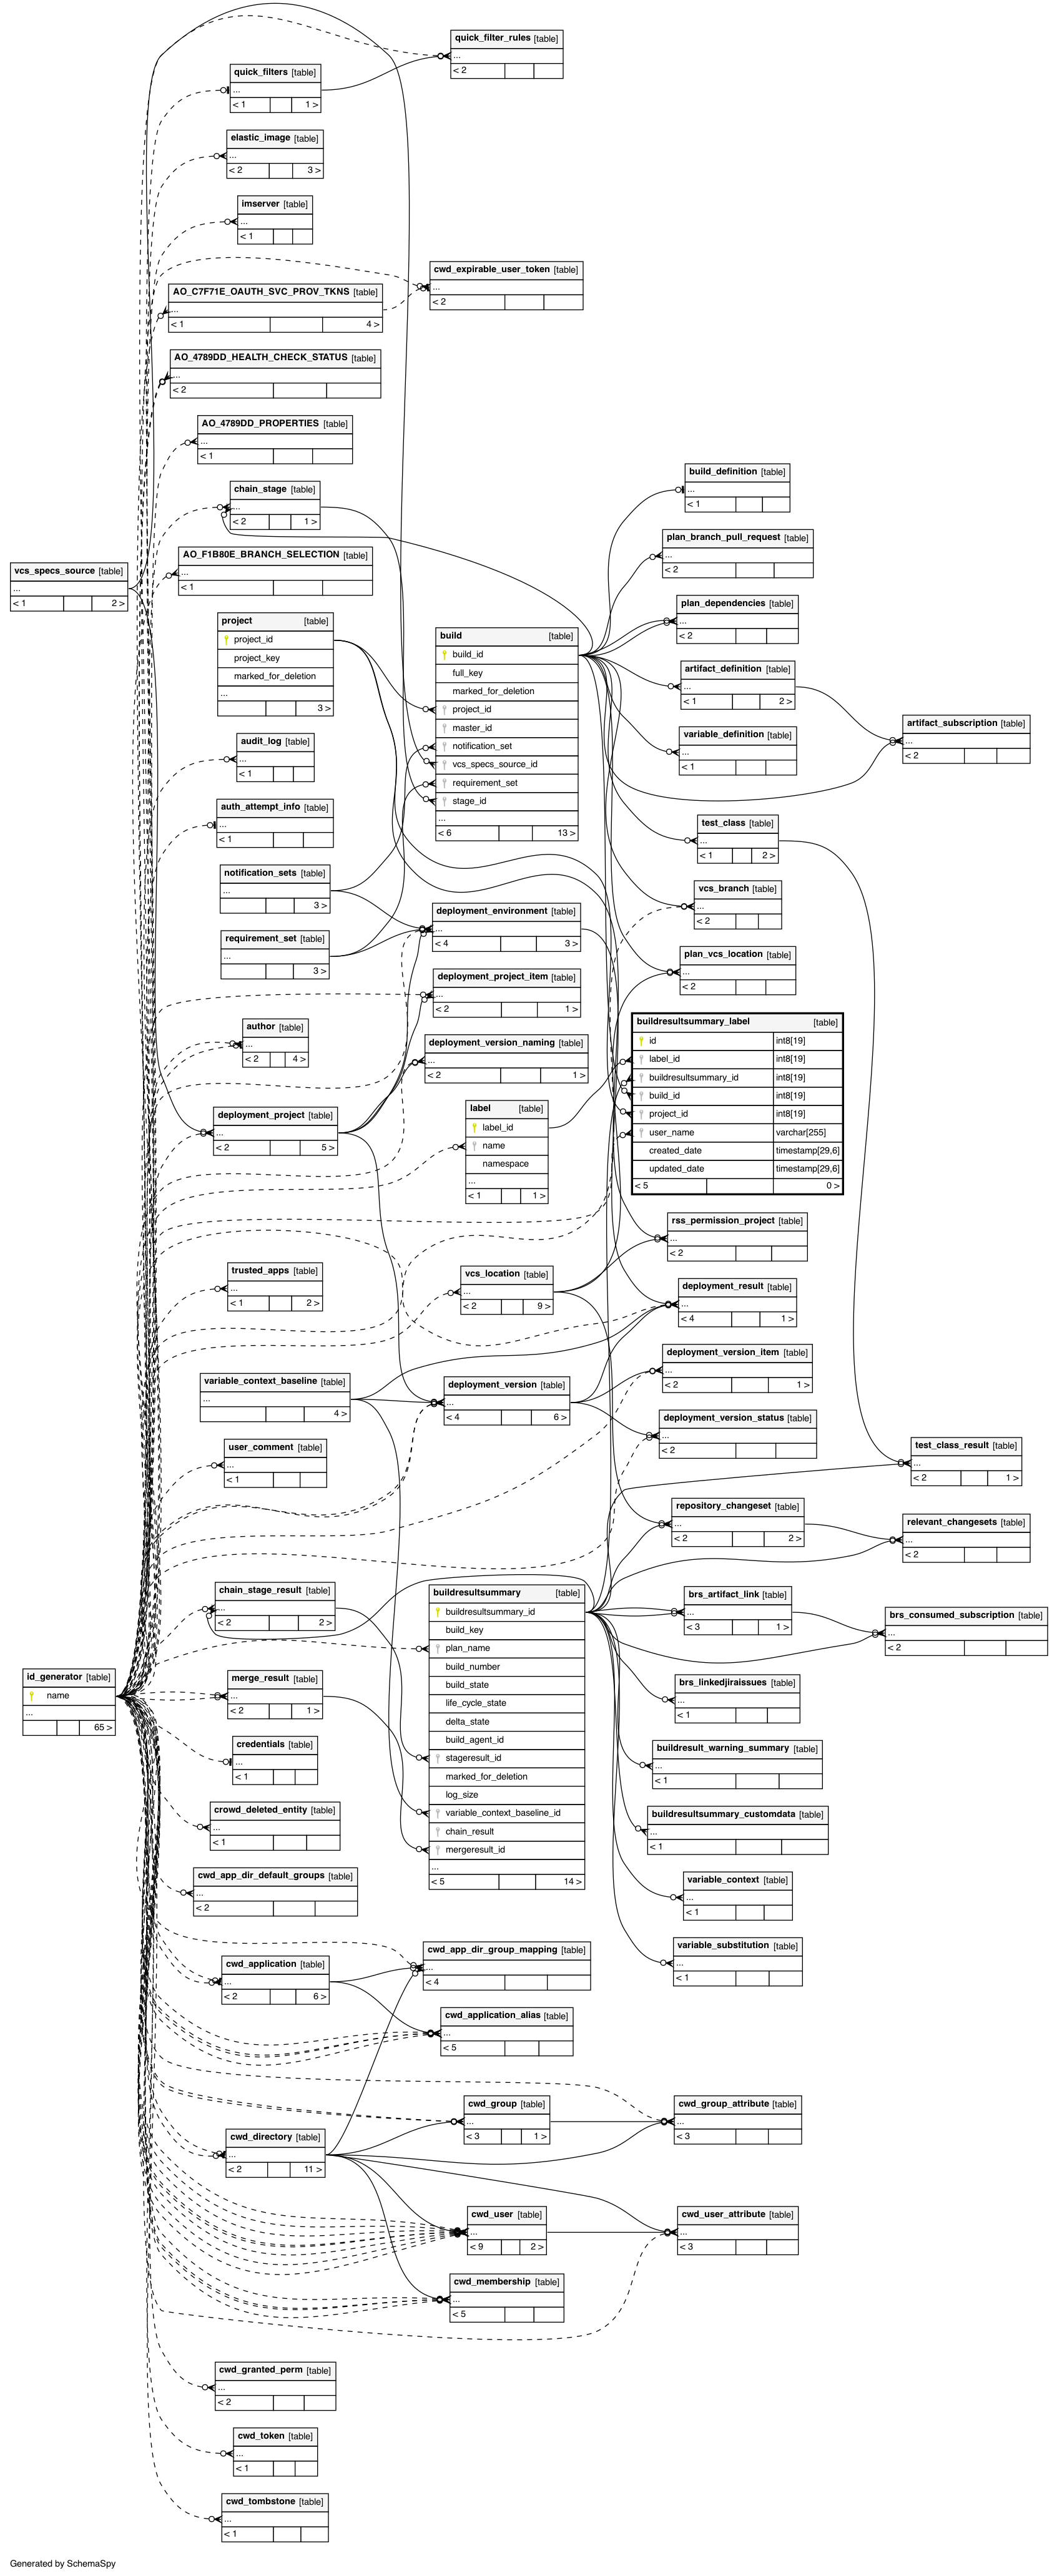 quick_filter_rules [table]
...
< 2
quick_filters [table]
...
< 1 1 >
elastic_image [table]
...
< 2 3 >
imserver [table]
...
< 1
cwd_expirable_user_token [table]
...
< 2
AO_C7F71E_OAUTH_SVC_PROV_TKNS [table]
...
< 1 4 >
AO_4789DD_HEALTH_CHECK_STATUS [table]
...
< 2
AO_4789DD_PROPERTIES [table]
...
< 1
chain_stage [table]
...
< 2 1 >
AO_F1B80E_BRANCH_SELECTION [table]
...
< 1
vcs_specs_source [table]
...
< 1 2 >
project [table]
project_id
project_key
marked_for_deletion
...
3 >
build [table]
build_id
full_key
marked_for_deletion
project_id
master_id
notification_set
vcs_specs_source_id
requirement_set
stage_id
...
< 6 13 >
build_definition [table]
...
< 1
plan_branch_pull_request [table]
...
< 2
plan_dependencies [table]
...
< 2
artifact_definition [table]
...
< 1 2 >
variable_definition [table]
...
< 1
artifact_subscription [table]
...
< 2
test_class [table]
...
< 1 2 >
vcs_branch [table]
...
< 2
plan_vcs_location [table]
...
< 2
audit_log [table]
...
< 1
auth_attempt_info [table]
...
< 1
notification_sets [table]
...
3 >
requirement_set [table]
...
3 >
deployment_environment [table]
...
< 4 3 >
deployment_project_item [table]
...
< 2 1 >
deployment_version_naming [table]
...
< 2 1 >
author [table]
...
< 2 4 >
deployment_project [table]
...
< 2 5 >
label [table]
label_id
name
namespace
...
< 1 1 >
buildresultsummary_label [table]
id int8[19]
label_id int8[19]
buildresultsummary_id int8[19]
build_id int8[19]
project_id int8[19]
user_name varchar[255]
created_date timestamp[29,6]
updated_date timestamp[29,6]
< 5 0 >
rss_permission_project [table]
...
< 2
trusted_apps [table]
...
< 1 2 >
vcs_location [table]
...
< 2 9 >
deployment_result [table]
...
< 4 1 >
deployment_version_item [table]
...
< 2 1 >
variable_context_baseline [table]
...
4 >
deployment_version [table]
...
< 4 6 >
deployment_version_status [table]
...
< 2
user_comment [table]
...
< 1
test_class_result [table]
...
< 2 1 >
repository_changeset [table]
...
< 2 2 >
relevant_changesets [table]
...
< 2
chain_stage_result [table]
...
< 2 2 >
buildresultsummary [table]
buildresultsummary_id
build_key
plan_name
build_number
build_state
life_cycle_state
delta_state
build_agent_id
stageresult_id
marked_for_deletion
log_size
variable_context_baseline_id
chain_result
mergeresult_id
...
< 5 14 >
brs_artifact_link [table]
...
< 3 1 >
brs_consumed_subscription [table]
...
< 2
id_generator [table]
name
...
65 >
merge_result [table]
...
< 2 1 >
brs_linkedjiraissues [table]
...
< 1
credentials [table]
...
< 1
buildresult_warning_summary [table]
...
< 1
crowd_deleted_entity [table]
...
< 1
buildresultsummary_customdata [table]
...
< 1
cwd_app_dir_default_groups [table]
...
< 2
variable_context [table]
...
< 1
variable_substitution [table]
...
< 1
cwd_application [table]
...
< 2 6 >
cwd_app_dir_group_mapping [table]
...
< 4
cwd_application_alias [table]
...
< 5
cwd_group [table]
...
< 3 1 >
cwd_group_attribute [table]
...
< 3
cwd_directory [table]
...
< 2 11 >
cwd_user [table]
...
< 9 2 >
cwd_user_attribute [table]
...
< 3
cwd_membership [table]
...
< 5
cwd_granted_perm [table]
...
< 2
cwd_token [table]
...
< 1
cwd_tombstone [table]
...
< 1
Generated by SchemaSpy